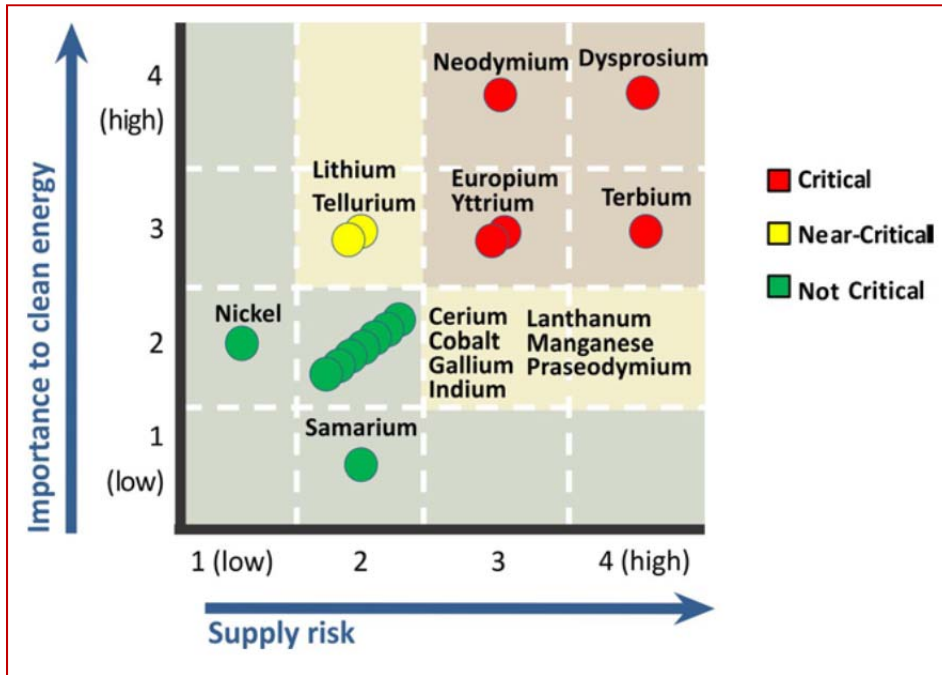 Importance to clean energy
4
(high)
3
2
1
(low)
Neodymium
Dysprosium
Lithium
Tellurium
Europium
Yttrium
Terbium
Nickel
Cerium
Cobalt
Gallium
Indium
Lanthanum
Manganese
Praseodymium
Samarium
1 (low)
2
3
4 (high)
Supply risk
Critical
Near-Critical
Not Critical